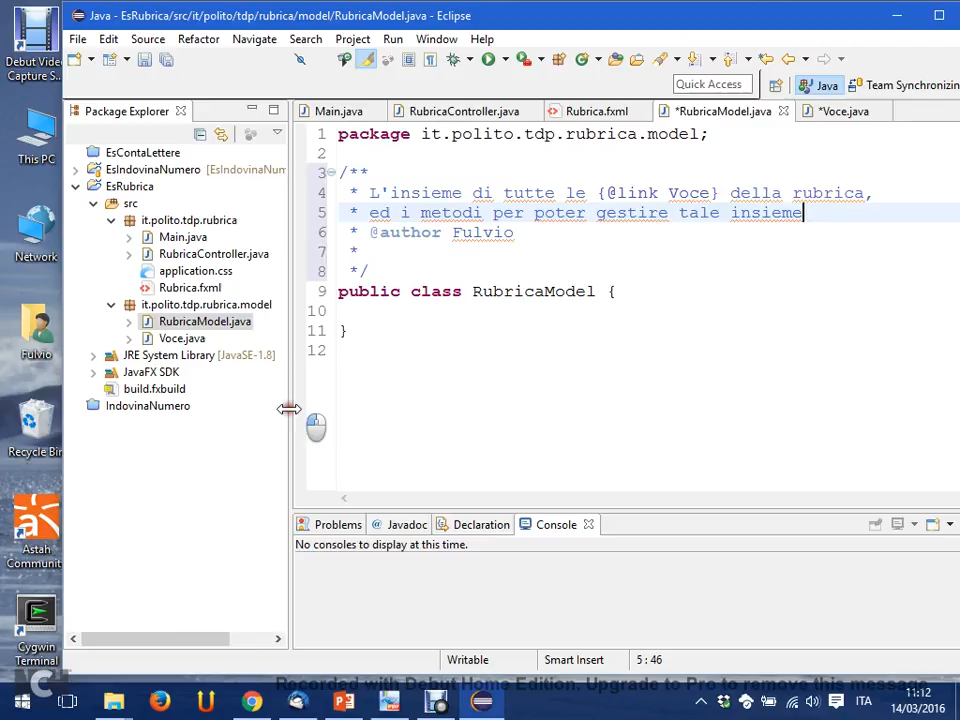 Java - EsRubrica/src/it/polito/tdp/rubrica/model/RubricaModel.java - Eclipse
File Edit Source Refactor Navigate Search Project Run Window Help
Quick Access
Java
Team Synchronizin
Debut Video
Capture S...
This PC
Network
Fulvio
Recycle Bin
Astah
Communit
Cygwin
Terminal
Package Explorer
EsContaLettere
EsIndovinaNumero (EsIndovinaNum
EsRubrica
src
it.polito.tdp.rubrica
Main.java
RubricaController.java
application.css
Rubrica.fxml
it.polito.tdp.rubrica.model
RubricaModel.java
Voce.java
JRE System Library [JavaSE-1.8]
JavaFX SDK
build.fxbuild
IndovinaNumero
Main.java RubricaController.java Rubrica.fxml *RubricaModel.java *Voce.java
1 package it.polito.tdp.rubrica.model;
2
3 /**
4 * L'insieme di tutte le {@link Voce} della rubrica,
5 * ed i metodi per poter gestire tale insieme
6 * @author Fulvio
7 *
8 */
9 public class RubricaModel {
10
11 }
12
Problems @ Javadoc Declaration Console
No consoles to display at this time.
Writable Smart Insert 5 : 46
Recorded with Debut Home Edition. Upgrade to Pro to remove this message
ITA
11:12
14/03/2016